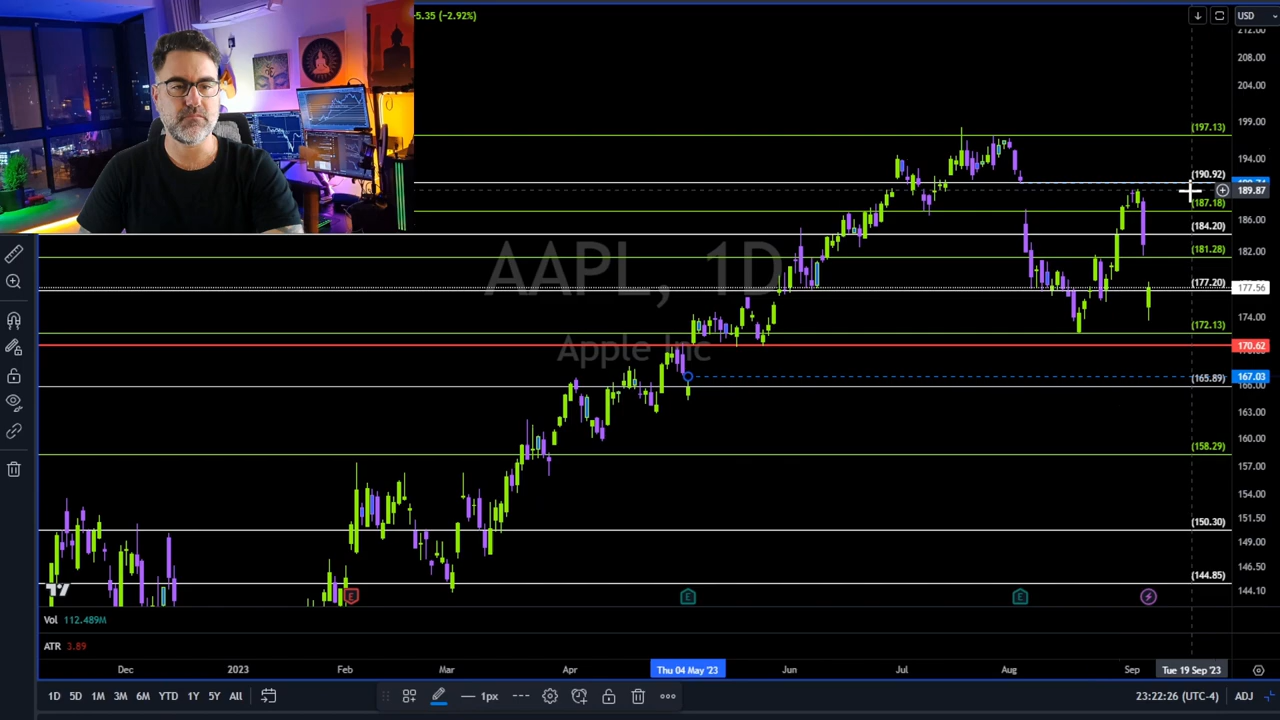 5.35 (−2.92%)
USD
212.00
208.00
204.00
(197.13)
199.00
194.00
(190.92)
189.87
(187.18)
186.00
(184.20)
(181.28)
182.00
AAPL, 1D
Apple Inc
(177.20)
177.56
174.00
(172.13)
170.62
(165.89)
167.03
166.00
163.00
160.00
(158.29)
157.00
154.00
(150.30)
151.50
149.00
146.50
(144.85)
144.10
E
E
E
Vol 112.489M
ATR 3.89
Dec
2023
Feb
Mar
Apr
Thu 04 May '23
Jun
Jul
Aug
Sep
Tue 19 Sep '23
1D 5D 1M 3M 6M YTD 1Y 5Y All
1px
23:22:26 (UTC-4)
ADJ